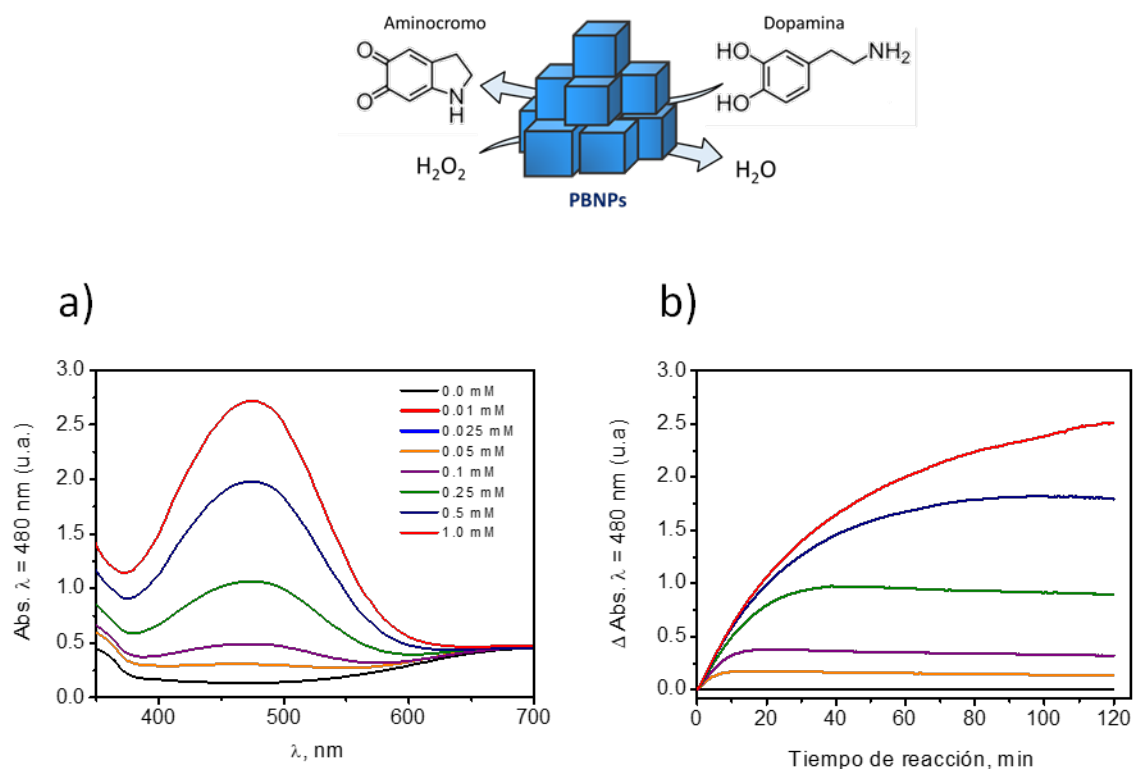 Aminocromo
Dopamina
O
O
N
H
HO
HO
NH2
H2O2
H2O
PBNPs
a)
b)
3.0
2.5
2.0
1.5
1.0
0.5
0.0
Abs. λ = 480 nm (u.a.)
400
500
600
700
λ, nm
0.0 mM
0.01 mM
0.025 mM
0.05 mM
0.1 mM
0.25 mM
0.5 mM
1.0 mM
3.0
2.5
2.0
1.5
1.0
0.5
0.0
Δ Abs. λ = 480 nm (u.a)
0
20
40
60
80
100
120
Tiempo de reacción, min